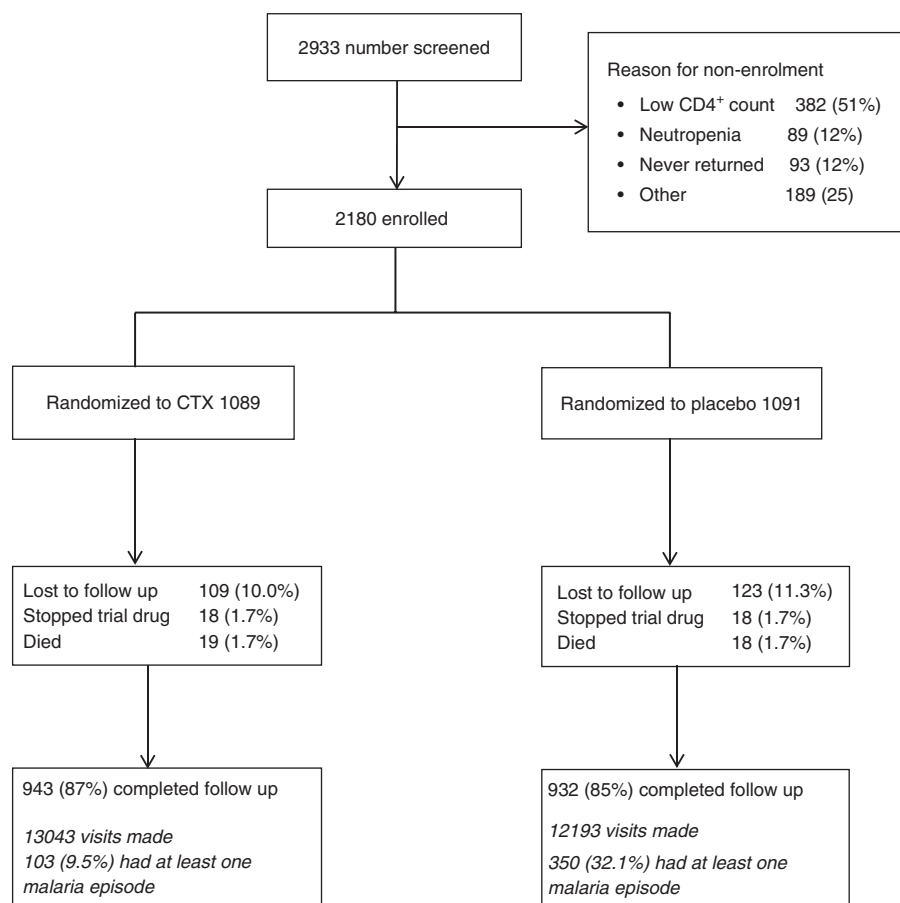 2933 number screened
Reason for non-enrolment
• Low CD4⁺ count 382 (51%)
• Neutropenia 89 (12%)
• Never returned 93 (12%)
• Other 189 (25)
2180 enrolled
Randomized to CTX 1089
Randomized to placebo 1091
Lost to follow up 109 (10.0%)
Stopped trial drug 18 (1.7%)
Died 19 (1.7%)
Lost to follow up 123 (11.3%)
Stopped trial drug 18 (1.7%)
Died 18 (1.7%)
943 (87%) completed follow up
13043 visits made
103 (9.5%) had at least one
malaria episode
932 (85%) completed follow up
12193 visits made
350 (32.1%) had at least one
malaria episode